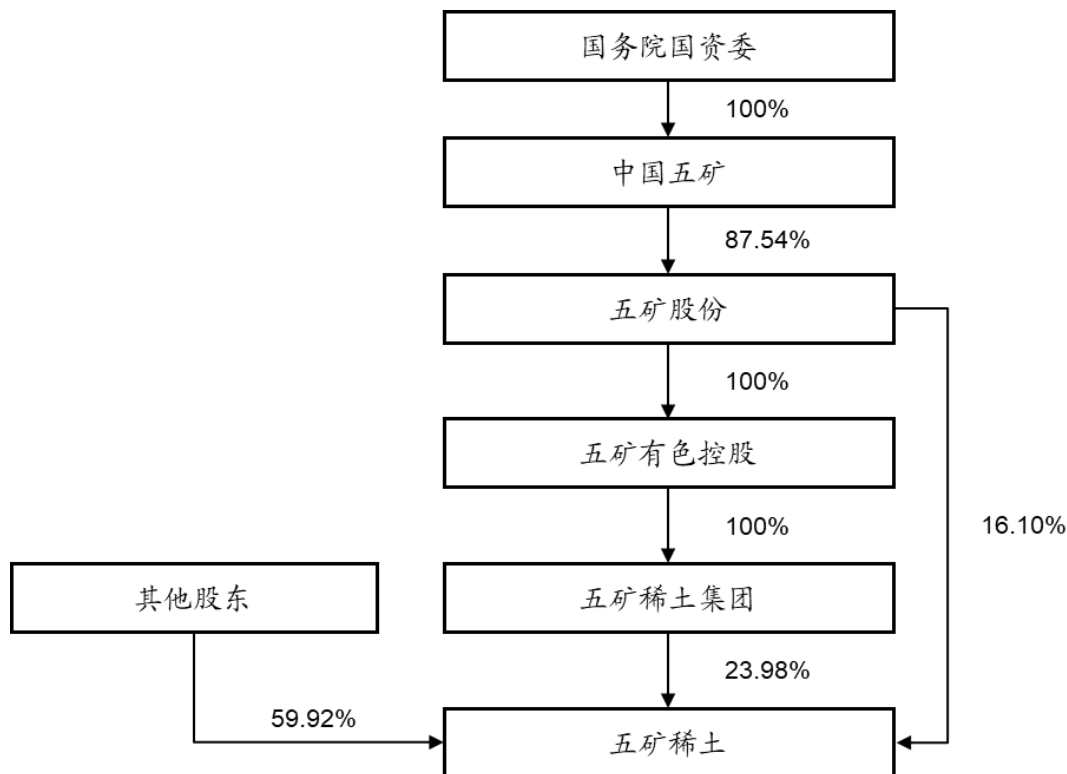 国务院国资委
100%
中国五矿
87.54%
五矿股份
100%
五矿有色控股
100%
16.10%
其他股东
五矿稀土集团
23.98%
59.92%
五矿稀土